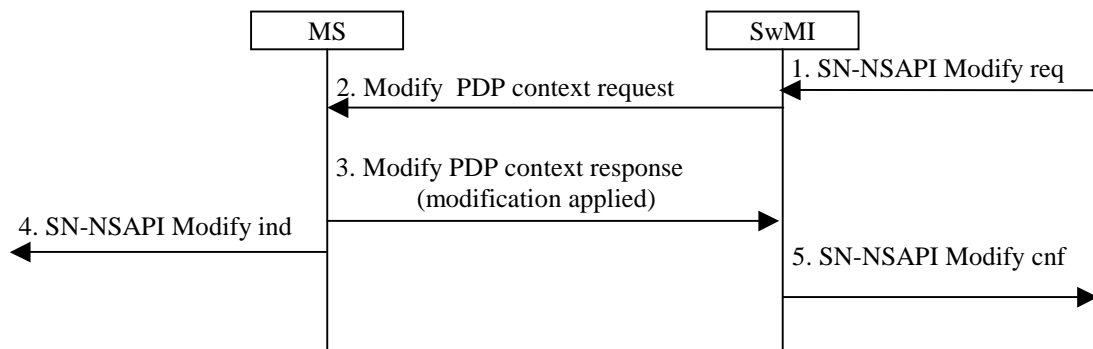 MS
SwMI
1. SN-NSAPI Modify req
2. Modify PDP context request
3. Modify PDP context response
(modification applied)
4. SN-NSAPI Modify ind
5. SN-NSAPI Modify cnf